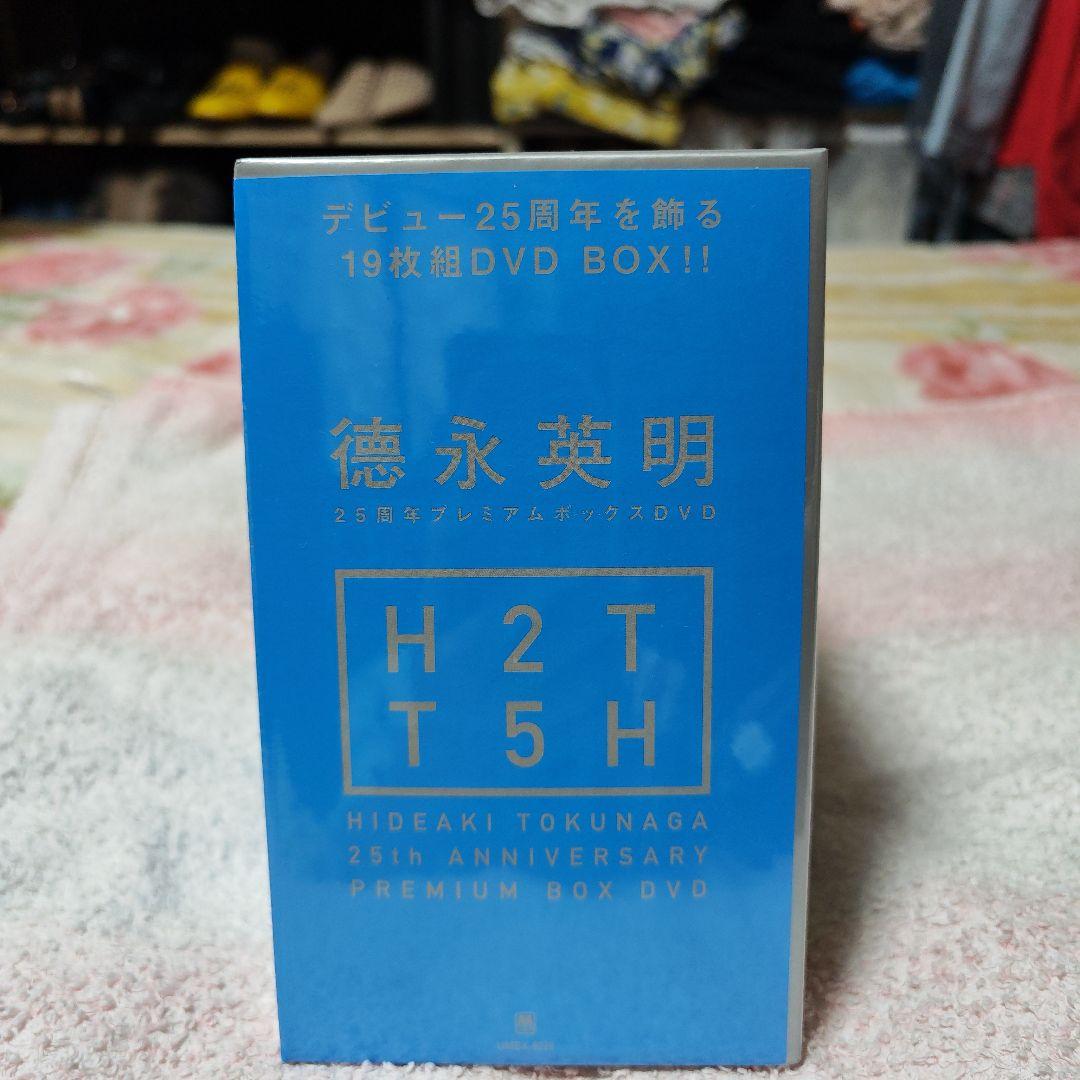 デビュー25周年を飾る
19枚組DVD BOX!!
德永英明
25周年プレミアムボックスDVD
H 2 T
T 5 H
HIDEAKI TOKUNAGA
25th ANNIVERSARY
PREMIUM BOX DVD